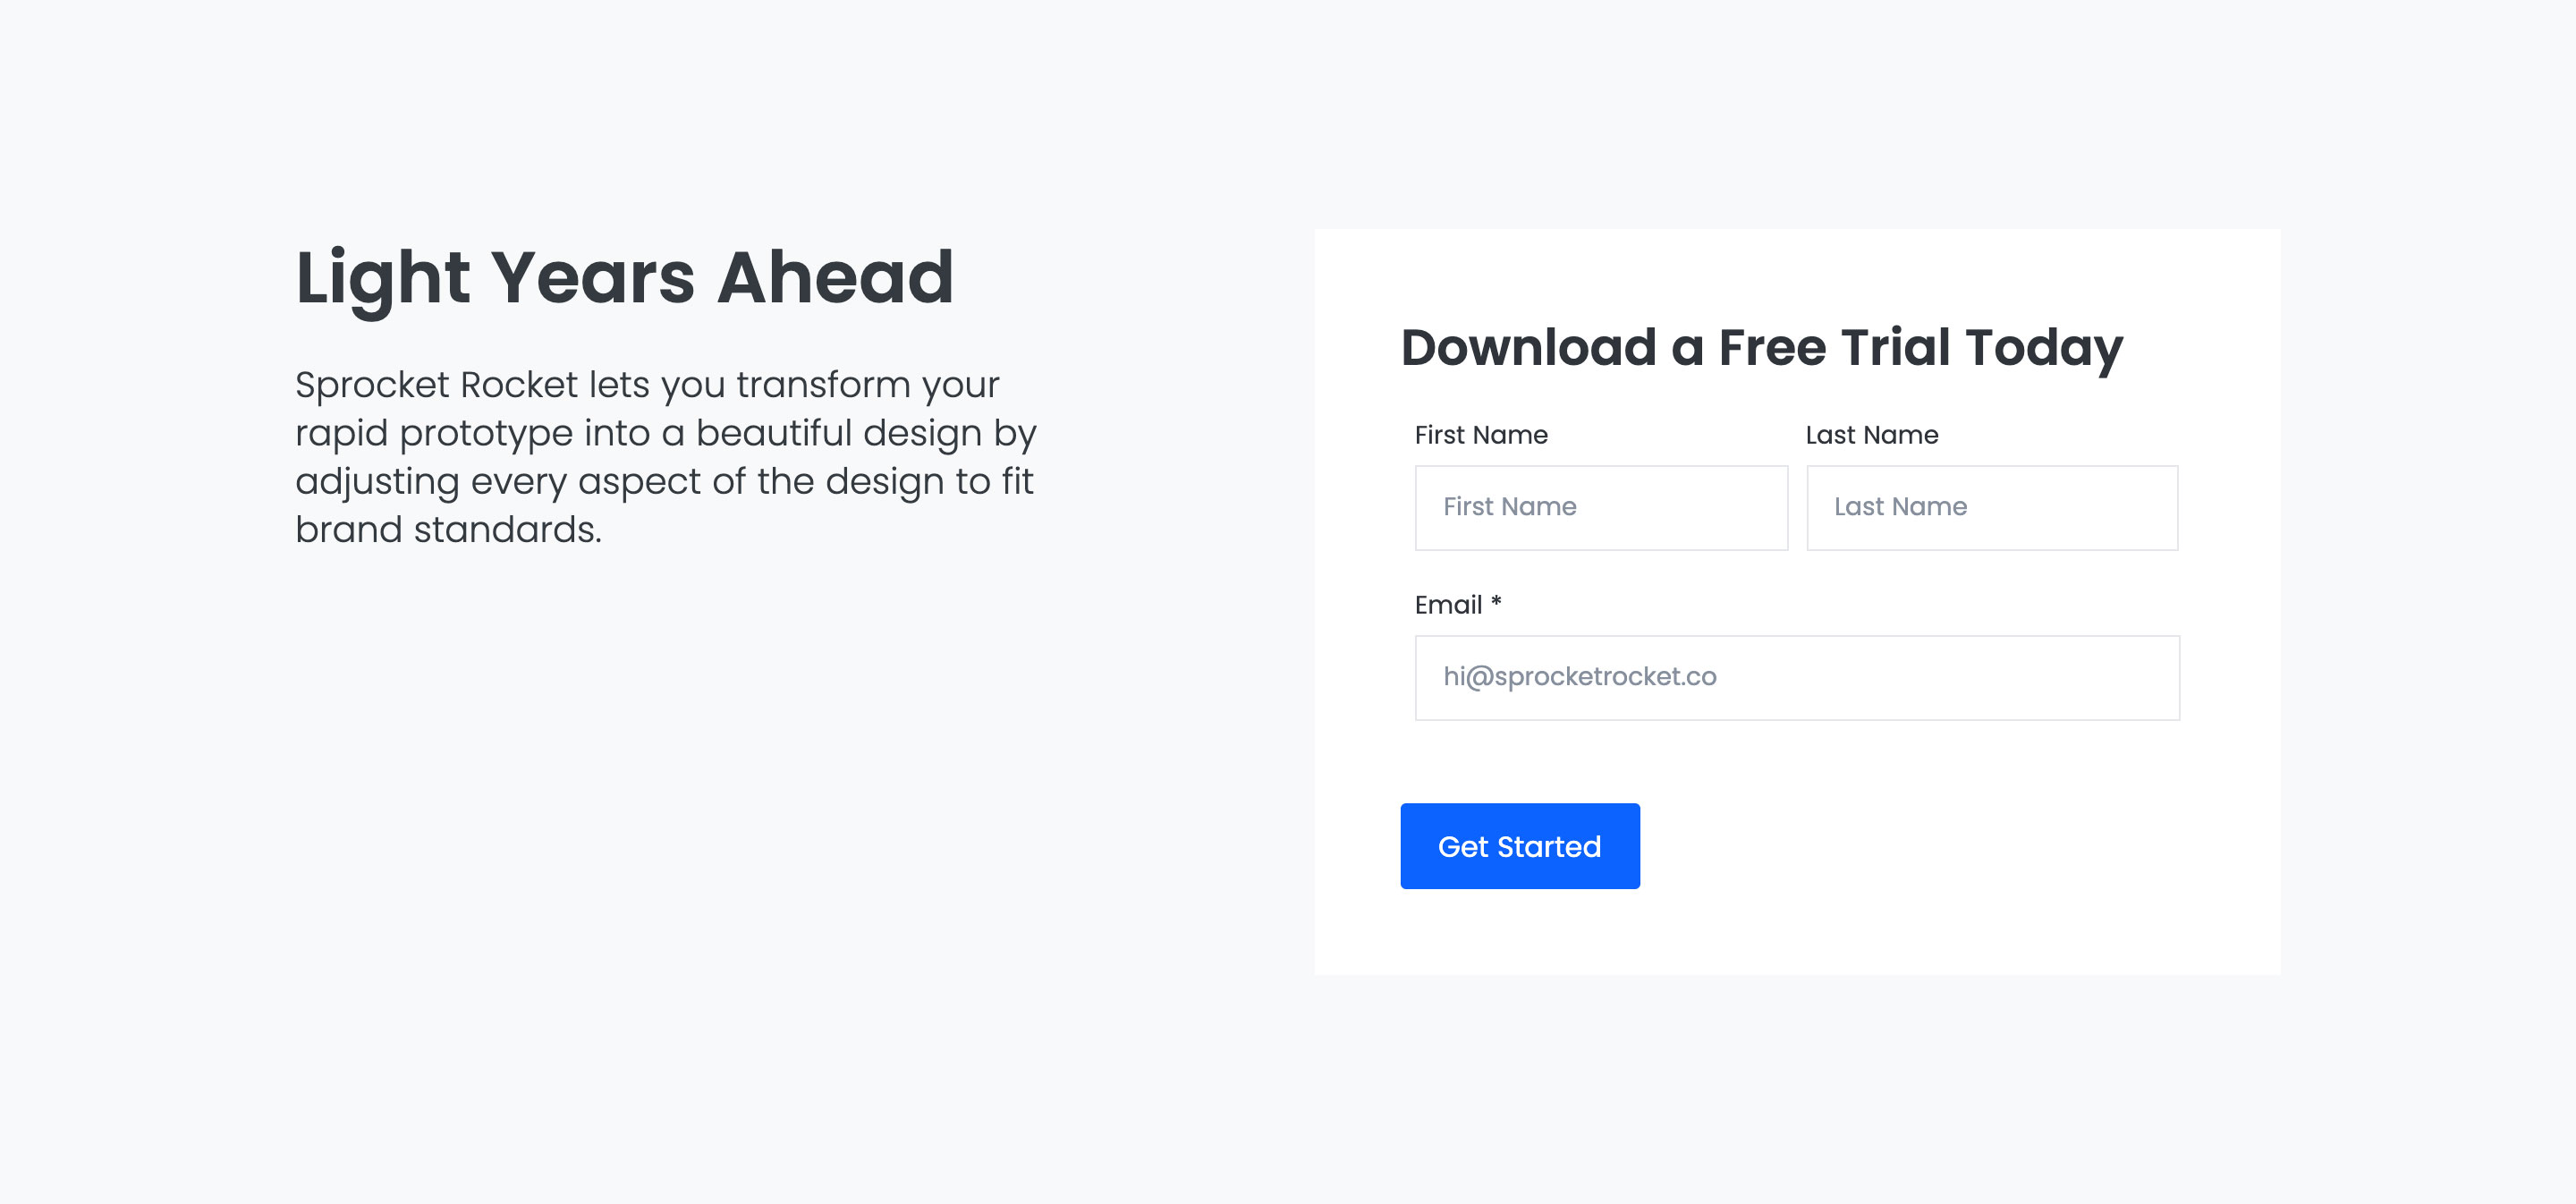 Light Years Ahead
Sprocket Rocket lets you transform your
rapid prototype into a beautiful design by
adjusting every aspect of the design to fit
brand standards.
Download a Free Trial Today
First Name
Last Name
First Name
Last Name
Email *
hi@sprocketrocket.co
Get Started